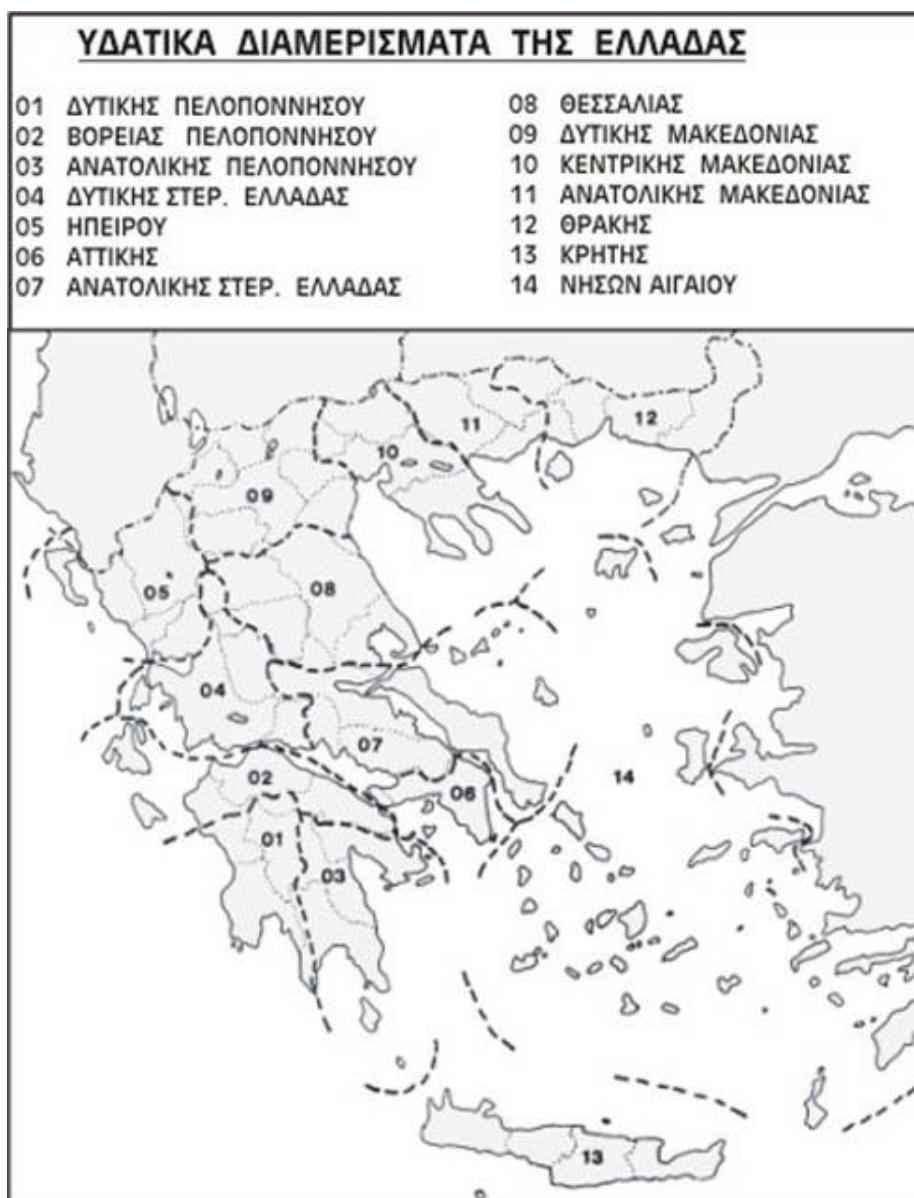 ΥΔΑΤΙΚΑ ΔΙΑΜΕΡΙΣΜΑΤΑ ΤΗΣ ΕΛΛΑΔΑΣ
01 ΔΥΤΙΚΗΣ ΠΕΛΟΠΟΝΝΗΣΟΥ
02 ΒΟΡΕΙΑΣ ΠΕΛΟΠΟΝΝΗΣΟΥ
03 ΑΝΑΤΟΛΙΚΗΣ ΠΕΛΟΠΟΝΝΗΣΟΥ
04 ΔΥΤΙΚΗΣ ΣΤΕΡ. ΕΛΛΑΔΑΣ
05 ΗΠΕΙΡΟΥ
06 ΑΤΤΙΚΗΣ
07 ΑΝΑΤΟΛΙΚΗΣ ΣΤΕΡ. ΕΛΛΑΔΑΣ
08 ΘΕΣΣΑΛΙΑΣ
09 ΔΥΤΙΚΗΣ ΜΑΚΕΔΟΝΙΑΣ
10 ΚΕΝΤΡΙΚΗΣ ΜΑΚΕΔΟΝΙΑΣ
11 ΑΝΑΤΟΛΙΚΗΣ ΜΑΚΕΔΟΝΙΑΣ
12 ΘΡΑΚΗΣ
13 ΚΡΗΤΗΣ
14 ΝΗΣΩΝ ΑΙΓΑΙΟΥ
12
11
10
09
05
08
04
07
14
02
06
01
03
13